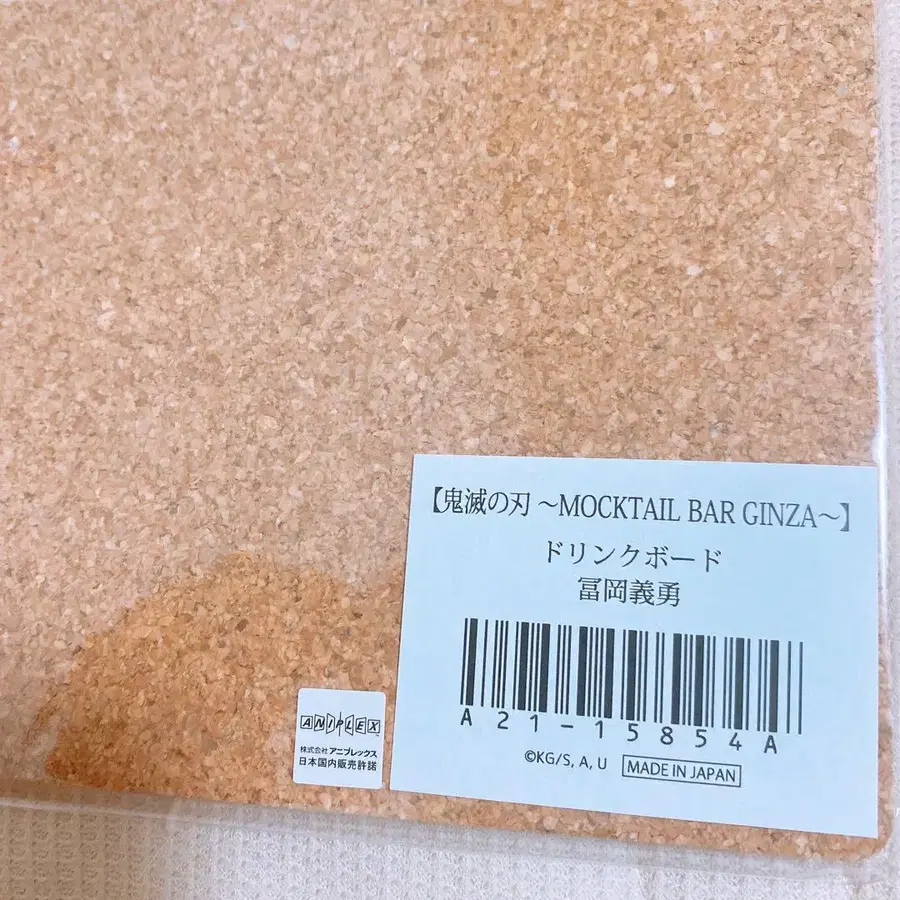 【鬼滅の刃 ～MOCKTAIL BAR GINZA～】
ドリンクボード
冨岡義勇
A21-15854A
©KG/S, A, U MADE IN JAPAN
ANIPLEX
株式会社アニプレックス
日本国内販売許諾